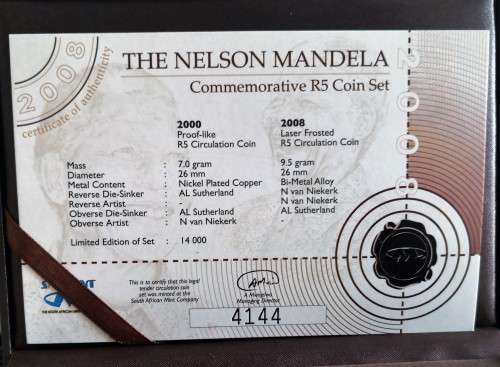 2008
certificate of authenticity
THE NELSON MANDELA
Commemorative R5 Coin Set
2000 2008
Proof-like Laser Frosted
R5 Circulation Coin R5 Circulation Coin
Mass : 7.0 gram 9.5 gram
Diameter : 26 mm 26 mm
Metal Content : Nickel Plated Copper Bi-Metal Alloy
Reverse Die-Sinker : AL Sutherland N van Niekerk
Reverse Artist : - N van Niekerk
Obverse Die-Sinker : AL Sutherland AL Sutherland
Obverse Artist : N van Niekerk -
Limited Edition of Set : 14 000
This is to certify that this legal
tender circulation coin
set was minted at the
South African Mint Company
Managing Director
4144
THE SOUTH AFRICAN
2008